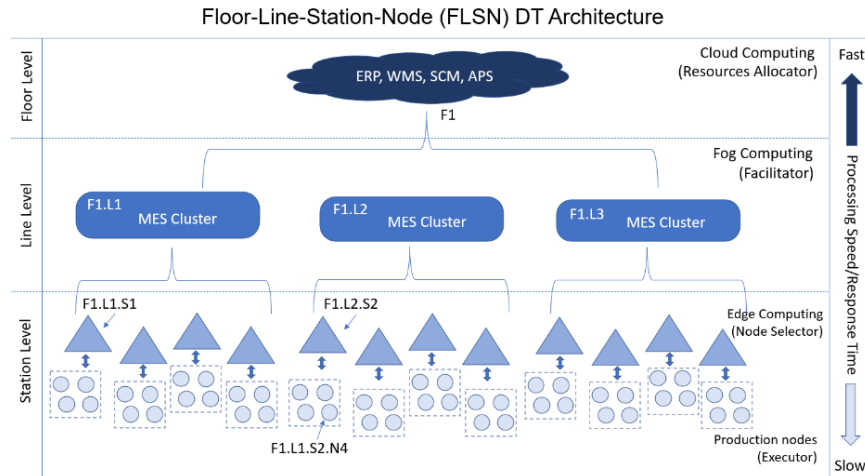 Floor-Line-Station-Node (FLSN) DT Architecture
Floor Level
ERP, WMS, SCM, APS
F1
Cloud Computing
(Resources Allocator)
Fast
Line Level
Fog Computing
(Facilitator)
F1.L1
MES Cluster
F1.L2
MES Cluster
F1.L3
MES Cluster
Processing Speed/Response Time
Station Level
F1.L1.S1
F1.L2.S2
Edge Computing
(Node Selector)
F1.L1.S2.N4
Production nodes
(Executor)
Slow